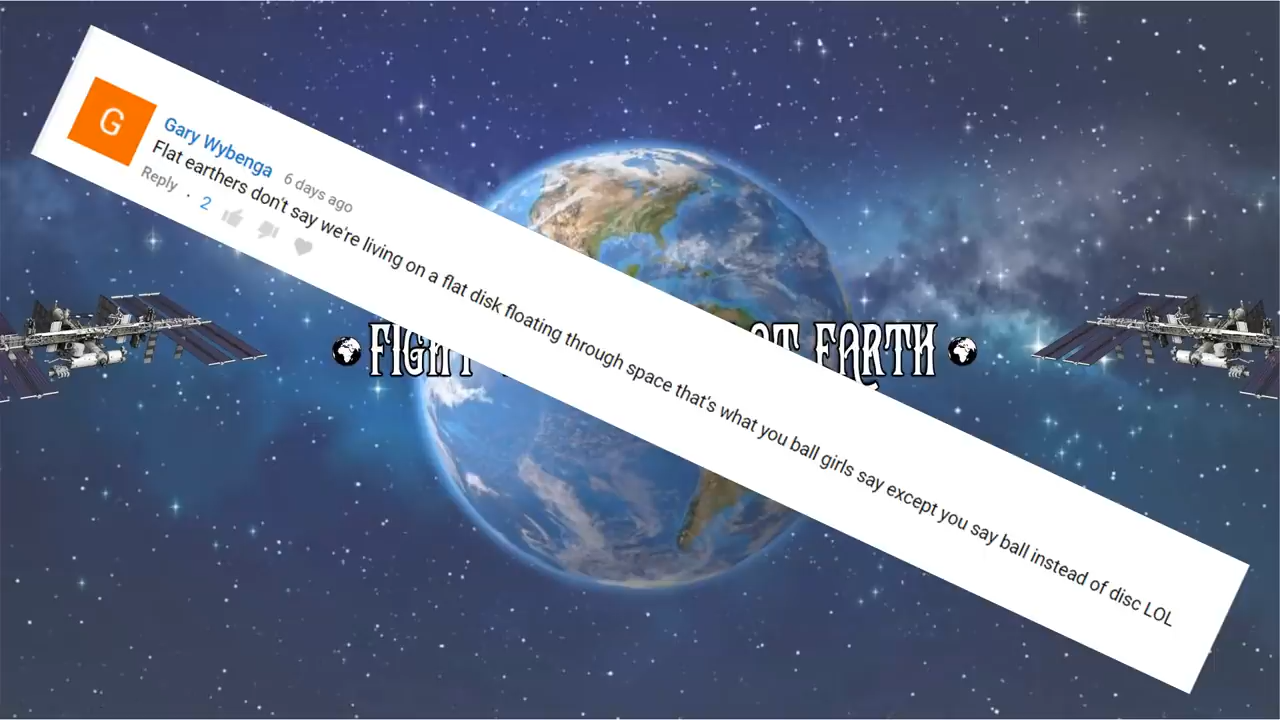 G
Gary Wybenga 6 days ago
Flat earthers don't say we're living on a flat disk floating through space that's what you ball girls say except you say ball instead of disc LOL
Reply · 2
EARTH